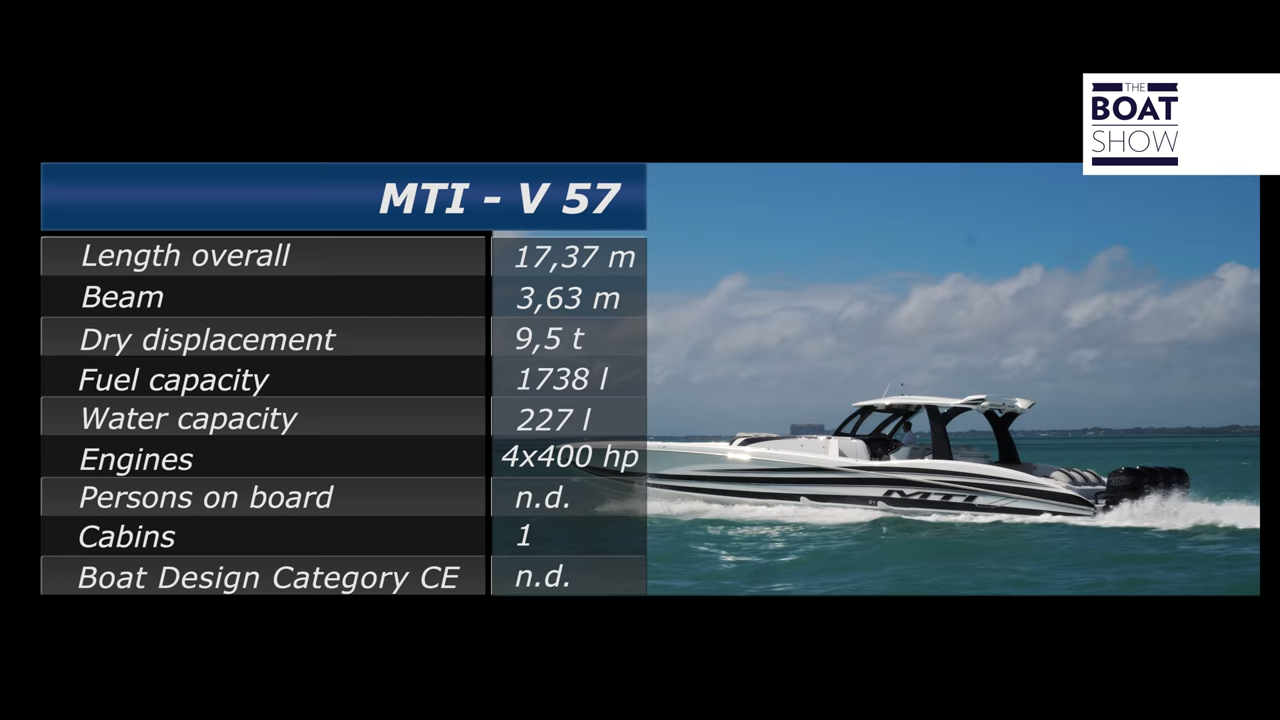 THE
BOAT
SHOW
MTI - V 57
Length overall 17,37 m
Beam 3,63 m
Dry displacement 9,5 t
Fuel capacity 1738 l
Water capacity 227 l
Engines 4x400 hp
Persons on board n.d.
Cabins 1
Boat Design Category CE n.d.
MTI